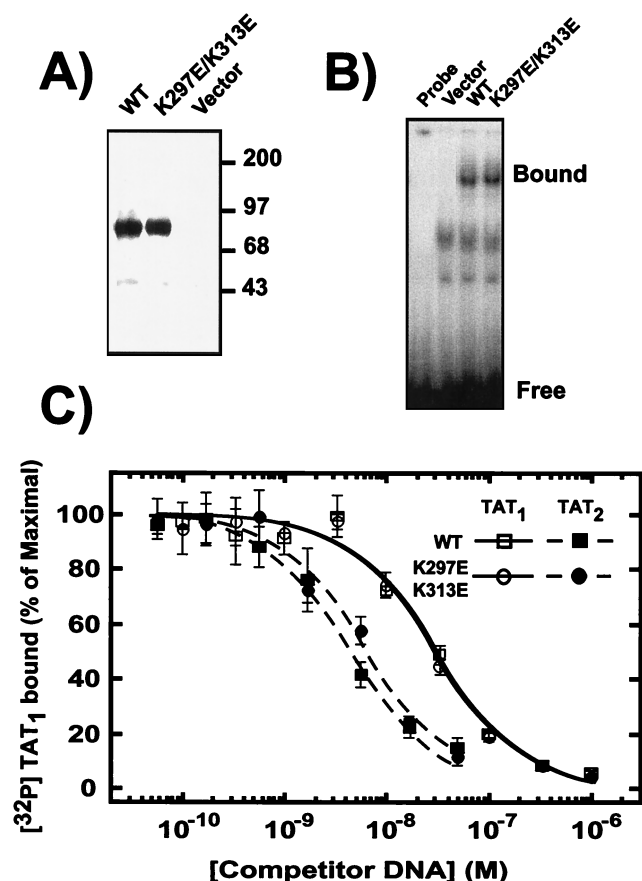 A)
WT
K297E/K313E
Vector
200
97
68
43
B)
Probe
Vector
WT
K297E/K313E
Bound
Free
C)
[32P] TAT1 bound (% of Maximal)
100
80
60
40
20
0
TAT1 TAT2
WT
K297E
K313E
10-10 10-9 10-8 10-7 10-6
[Competitor DNA] (M)